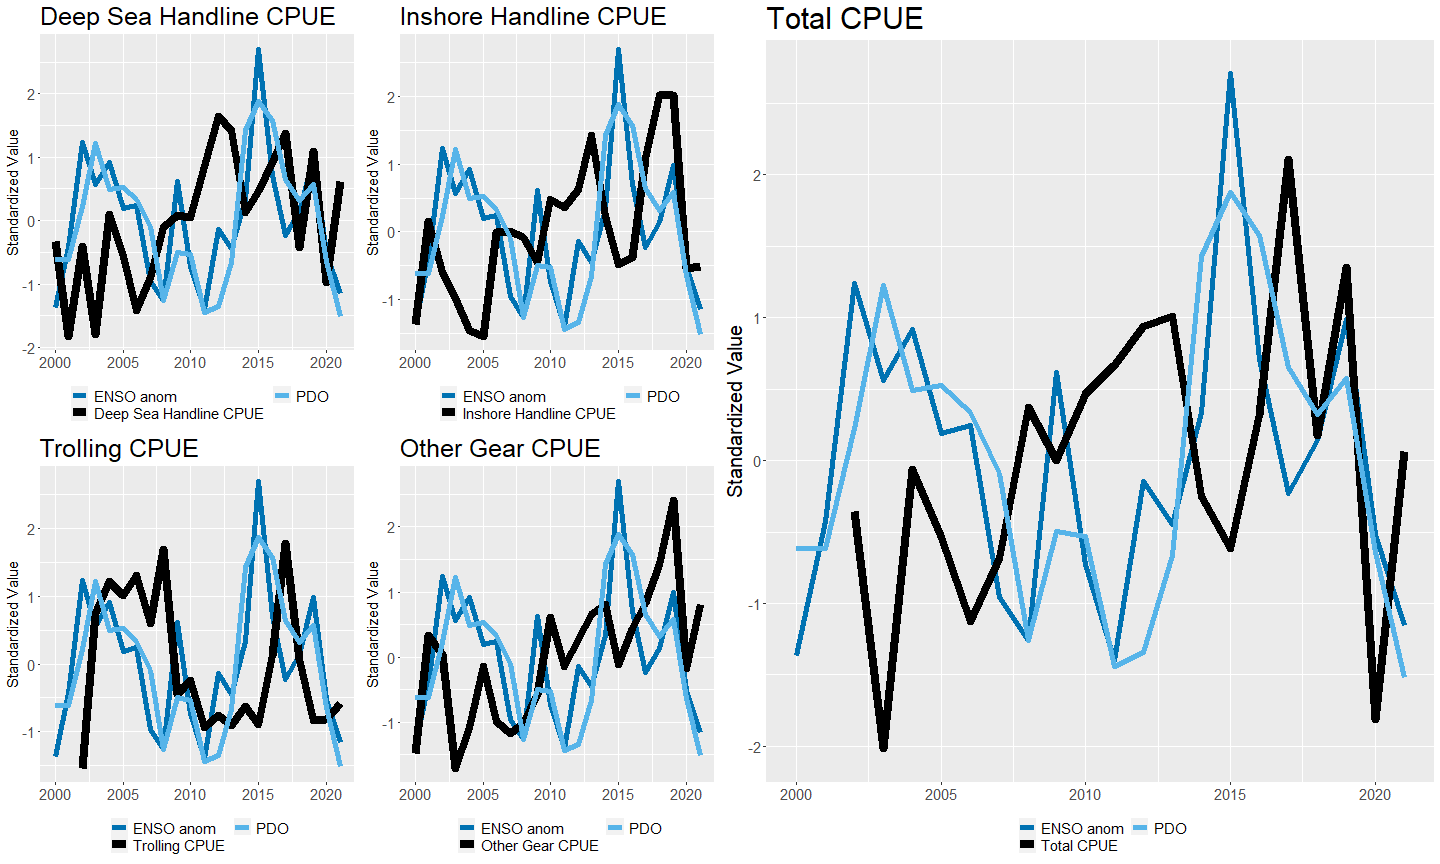 Deep Sea Handline CPUE
Standardized Value
2
1
0
-1
-2
2000 2005 2010 2015 2020
ENSO anom PDO
Deep Sea Handline CPUE
Inshore Handline CPUE
Standardized Value
2
1
0
-1
2000 2005 2010 2015 2020
ENSO anom PDO
Inshore Handline CPUE
Trolling CPUE
Standardized Value
2
1
0
-1
2000 2005 2010 2015 2020
ENSO anom PDO
Trolling CPUE
Other Gear CPUE
Standardized Value
2
1
0
-1
2000 2005 2010 2015 2020
ENSO anom PDO
Other Gear CPUE
Total CPUE
Standardized Value
2
1
0
-1
-2
2000 2005 2010 2015 2020
ENSO anom PDO
Total CPUE